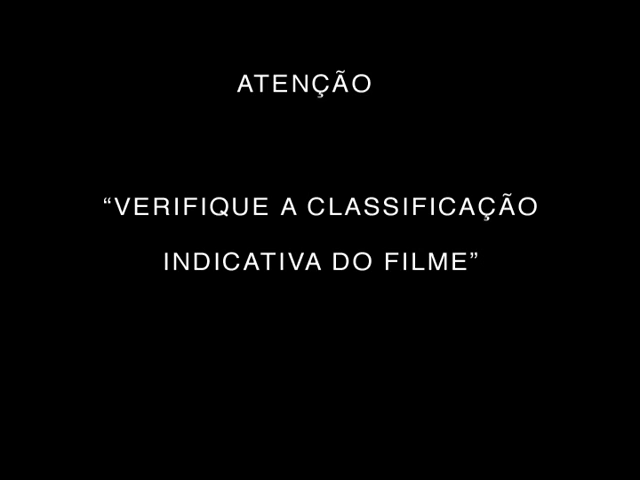 ATENÇÃO
“VERIFIQUE A CLASSIFICAÇÃO
INDICATIVA DO FILME”